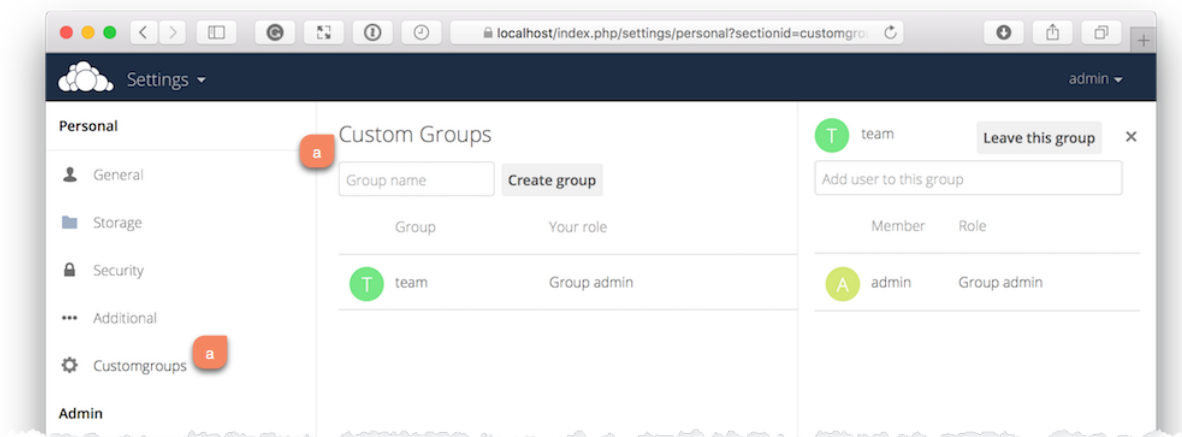 localhost/index.php/settings/personal?sectionid=customgro
Settings
admin
Personal
General
Storage
Security
Additional
Customgroups
a
Admin
a
Custom Groups
Group name
Create group
Group Your role
T team Group admin
T team
Leave this group ×
Add user to this group
Member Role
A admin Group admin